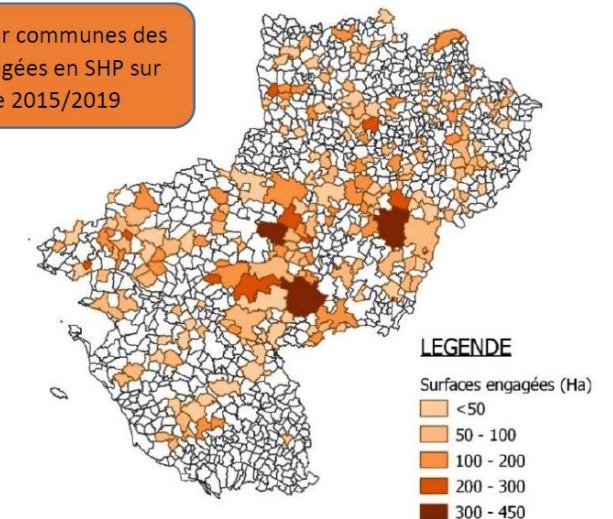 r communes des
gées en SHP sur
e 2015/2019
LEGENDE
Surfaces engagées (Ha)
<50
50 - 100
100 - 200
200 - 300
300 - 450